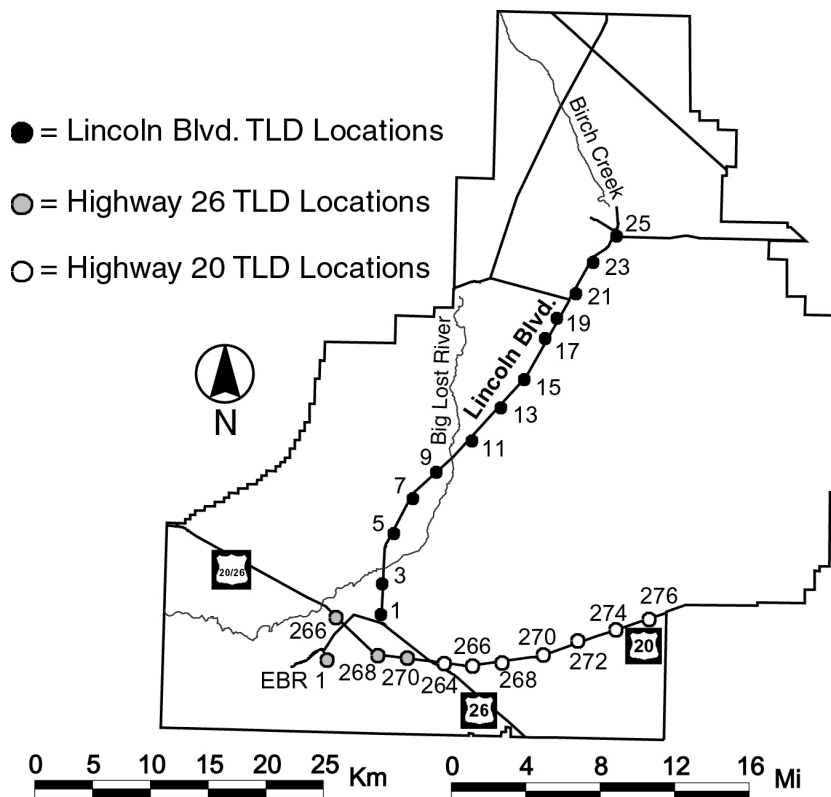 Birch Creek
= Lincoln Blvd. TLD Locations
= Highway 26 TLD Locations
= Highway 20 TLD Locations
25
23
21
19
17
15
13
11
9
7
5
3
1
Lincoln Blvd.
Big Lost River
N
20/26
266
268
270
EBR 1
264
266
268
270
272
274
276
20
26
0 5 10 15 20 25 Km
0 4 8 12 16 Mi